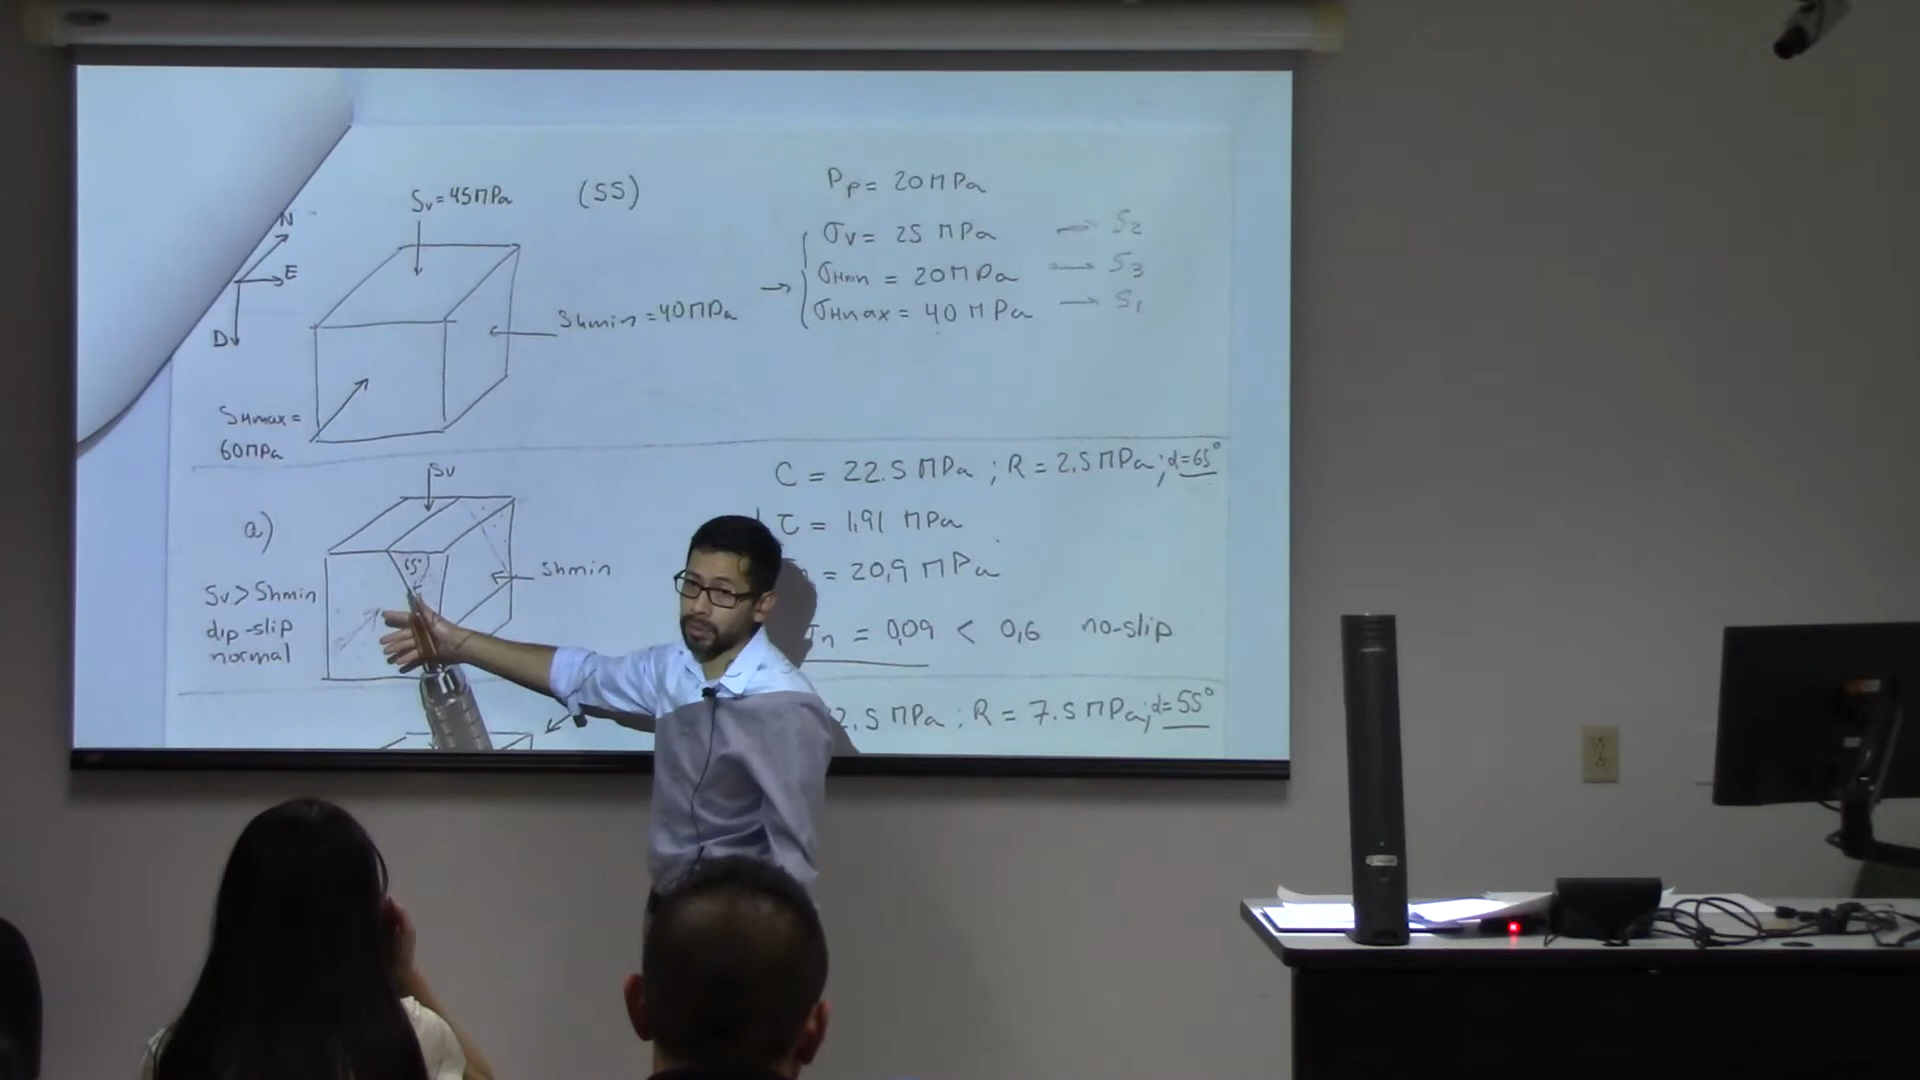 Sv = 45 MPa
(SS)
N
E
D
Shmin = 40 MPa
SHmax =
60 MPa
Pp = 20 MPa
σv = 25 MPa → S2
σHmin = 20 MPa → S3
σHmax = 40 MPa → S1
C = 22.5 MPa ; R = 2.5 MPa ; α = 65°
a)
Sv
65°
Shmin
Sv > Shmin
dip-slip
normal
τ = 1,91 MPa
= 20,9 MPa
σn = 0,09 < 0,6 no-slip
2.5 MPa ; R = 7.5 MPa ; α = 55°